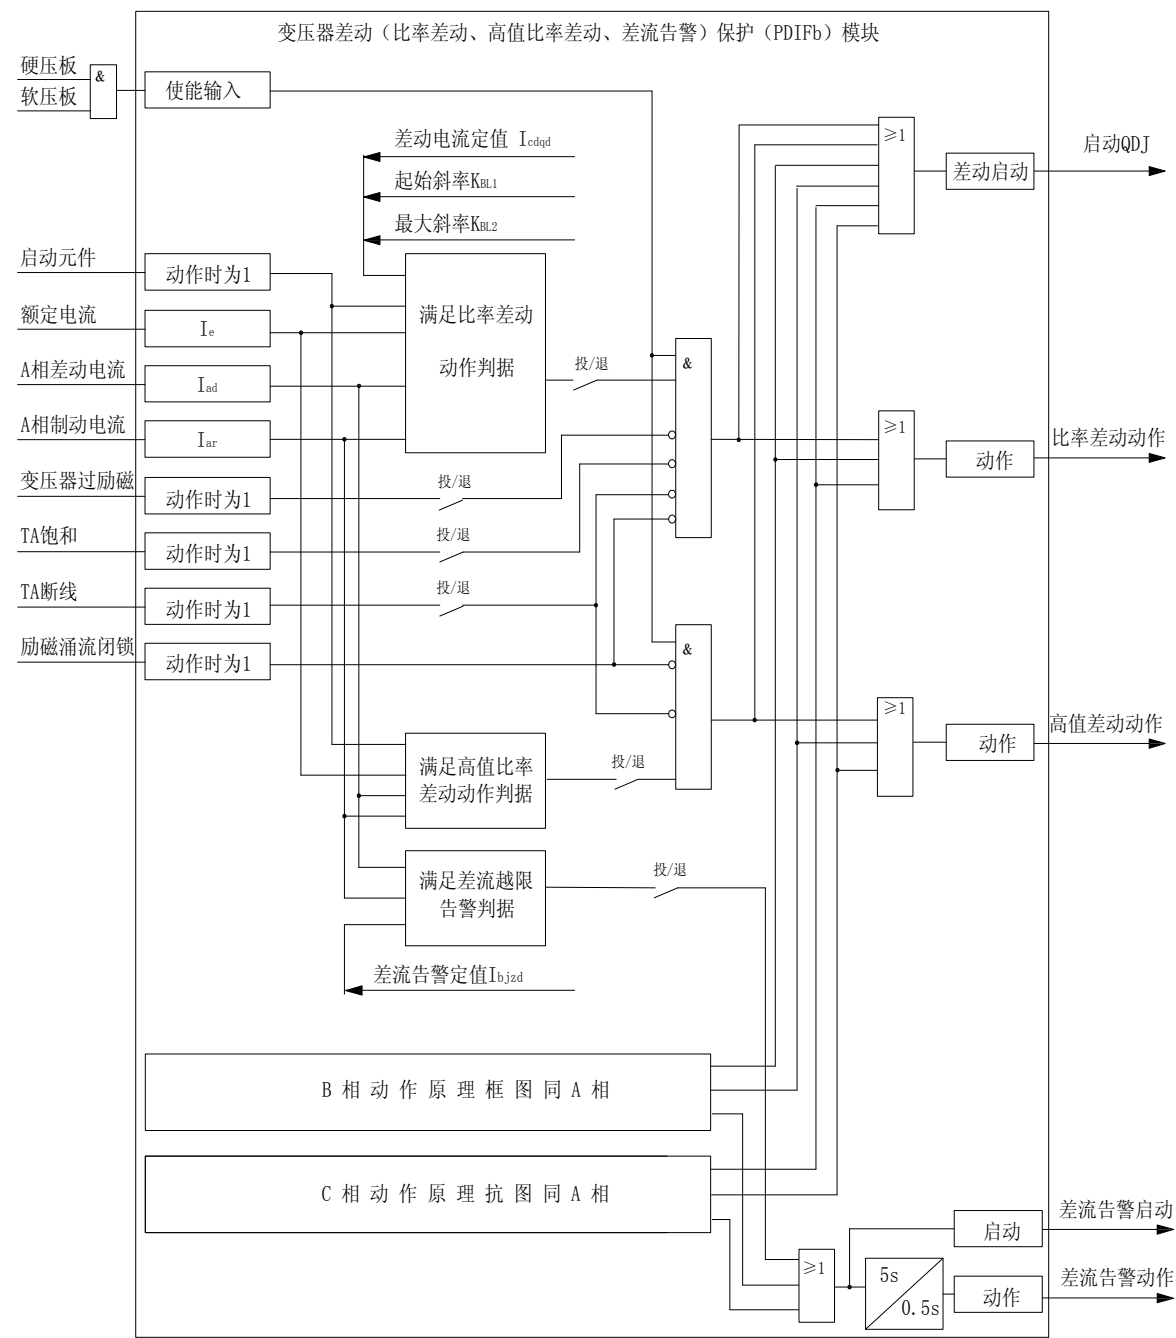 变压器差动（比率差动、高值比率差动、差流告警）保护（PDIFb）模块
硬压板
软压板
&
使能输入
差动电流定值 Icdqd
起始斜率KBL1
最大斜率KBL2
≥1
差动启动
启动QDJ
启动元件
动作时为1
额定电流
Ie
A相差动电流
Iad
A相制动电流
Iar
变压器过励磁
动作时为1
TA饱和
动作时为1
TA断线
动作时为1
励磁涌流闭锁
动作时为1
满足比率差动
动作判据
投/退
投/退
投/退
投/退
&
≥1
动作
比率差动动作
&
≥1
动作
高值差动动作
满足高值比率
差动动作判据
投/退
满足差流越限
告警判据
投/退
差流告警定值Ibjzd
B 相 动 作 原 理 框 图 同 A 相
C 相 动 作 原 理 抗 图 同 A 相
≥1
启动
差流告警启动
5s
0.5s
动作
差流告警动作